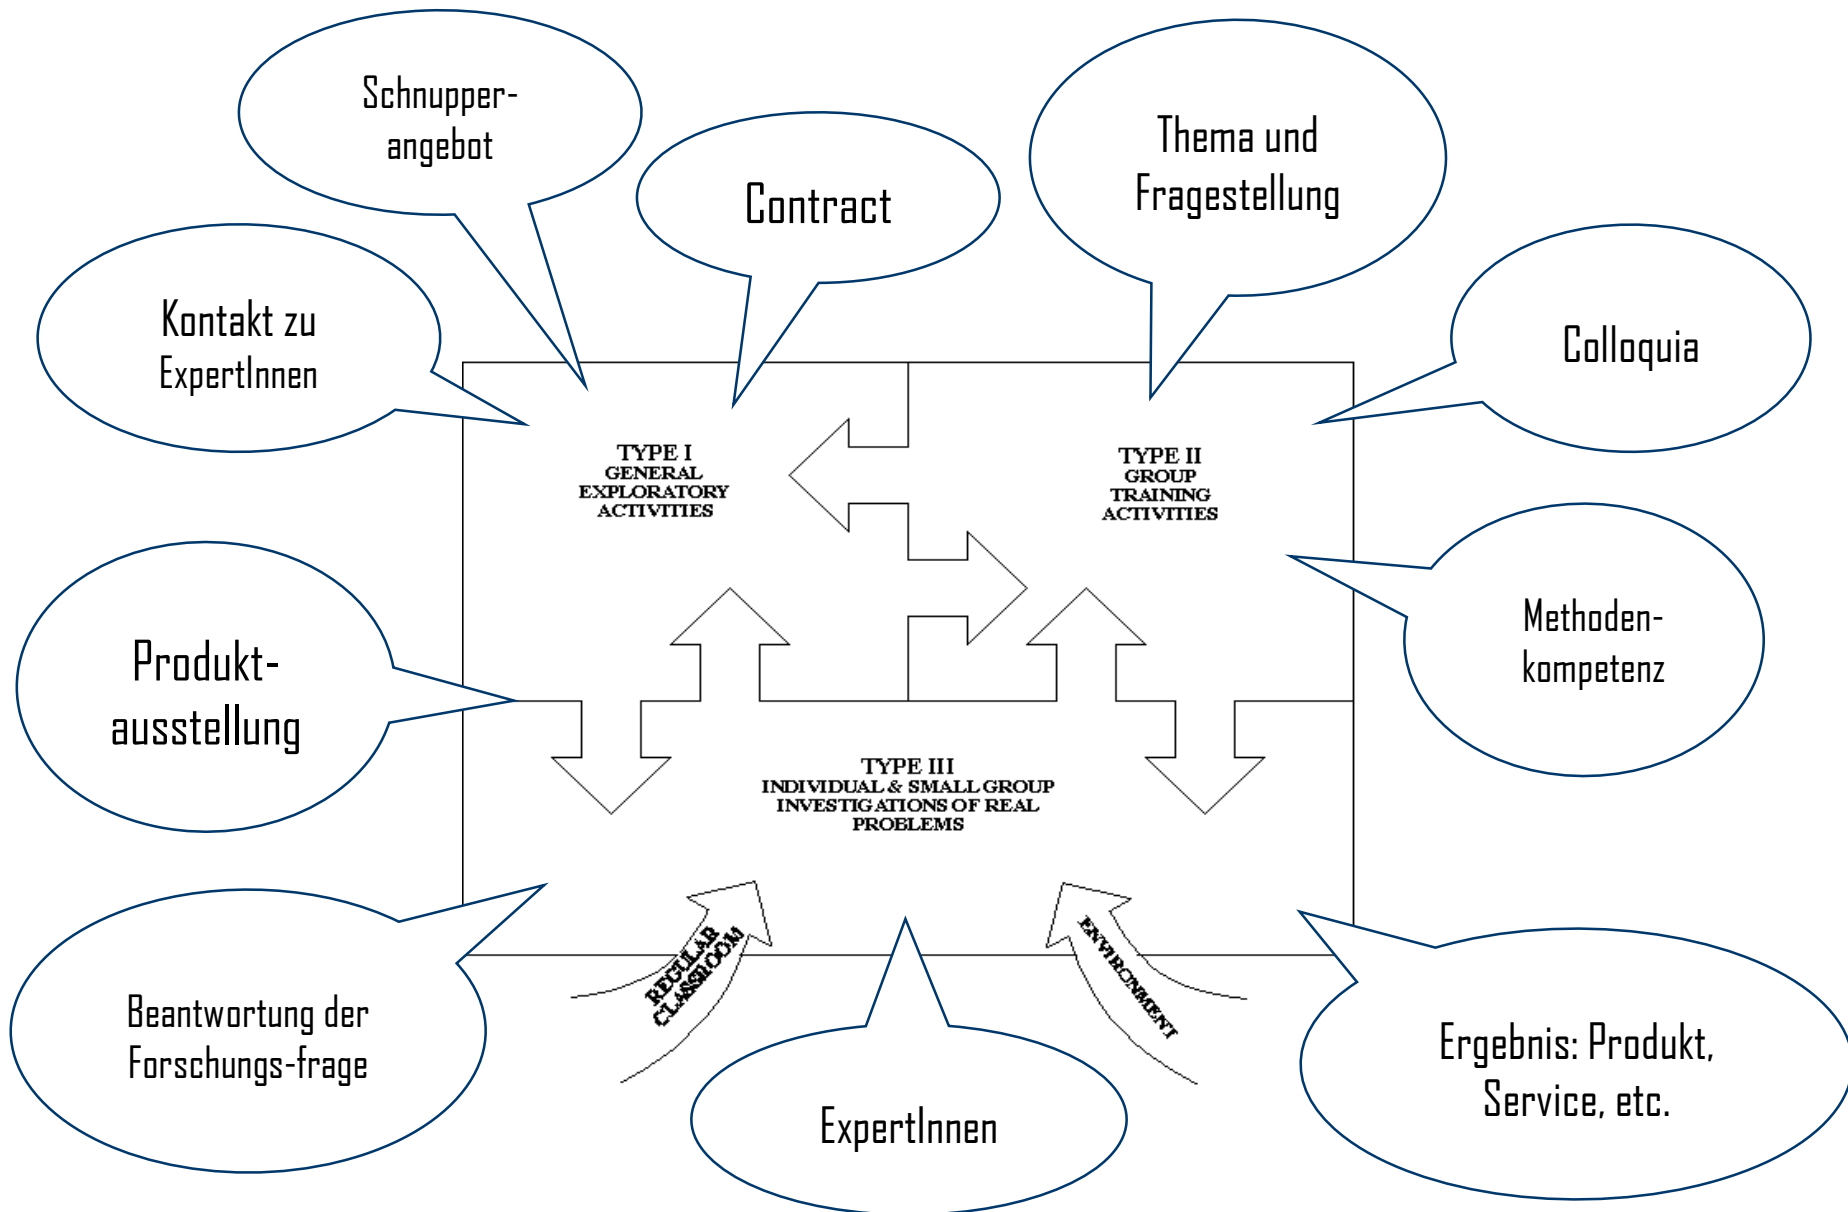 Schnupper-
angebot
Contract
Thema und
Fragestellung
Kontakt zu
ExpertInnen
Colloquia
TYPE I
GENERAL
EXPLORATORY
ACTIVITIES
TYPE II
GROUP
TRAINING
ACTIVITIES
Produkt-
ausstellung
Methoden-
kompetenz
TYPE III
INDIVIDUAL & SMALL GROUP
INVESTIGATIONS OF REAL
PROBLEMS
REGULAR
CLASSROOM
ENVIRONMENT
Beantwortung der
Forschungs-frage
ExpertInnen
Ergebnis: Produkt,
Service, etc.